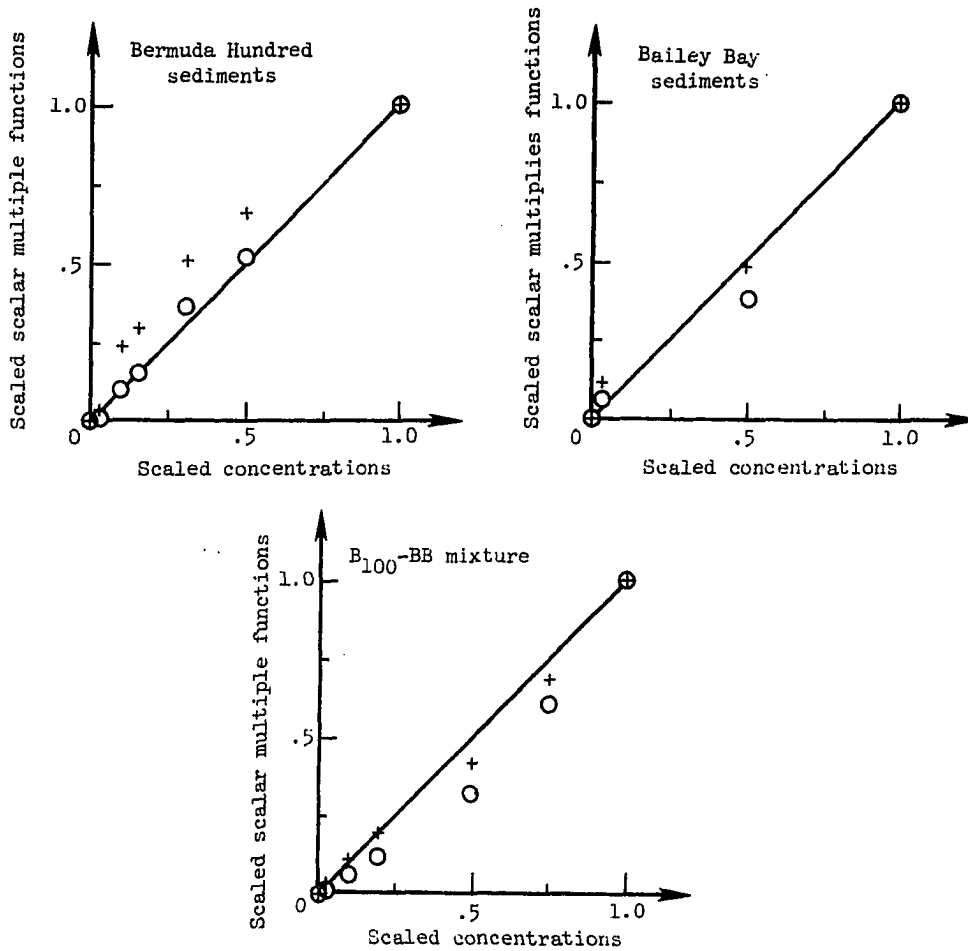 Bermuda Hundred
sediments
Scaled scalar multiple functions
1.0
.5
0
.5
1.0
Scaled concentrations
Bailey Bay
sediments
Scaled scalar multiplies functions
1.0
.5
0
.5
1.0
Scaled concentrations
B100-BB mixture
Scaled scalar multiple functions
1.0
.5
0
.5
1.0
Scaled concentrations